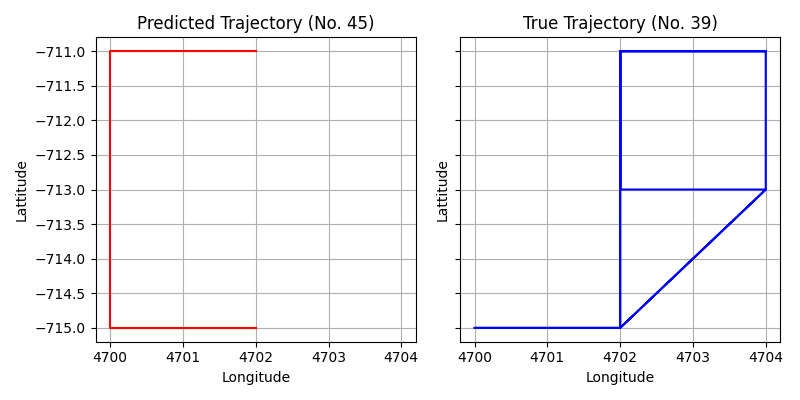 Predicted Trajectory (No. 45)
Lattitude
−711.0
−711.5
−712.0
−712.5
−713.0
−713.5
−714.0
−714.5
−715.0
4700 4701 4702 4703 4704
Longitude
True Trajectory (No. 39)
Lattitude
4700 4701 4702 4703 4704
Longitude